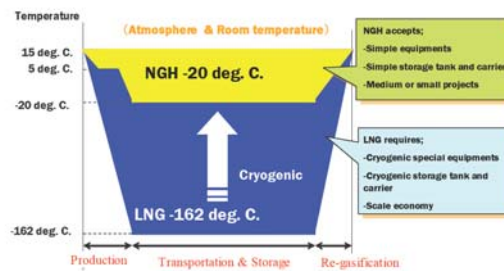 Temperature
(Atmosphere & Room temperature)
15 deg. C.
5 deg. C.
-20 deg. C.
-162 deg. C.
NGH -20 deg. C.
Cryogenic
LNG -162 deg. C.
NGH accepts;
-Simple equipments
-Simple storage tank and carrier
-Medium or small projects
LNG requires;
-Cryogenic special equipments
-Cryogenic storage tank and
carrier
-Scale economy
Production
Transportation & Storage
Re-gasification